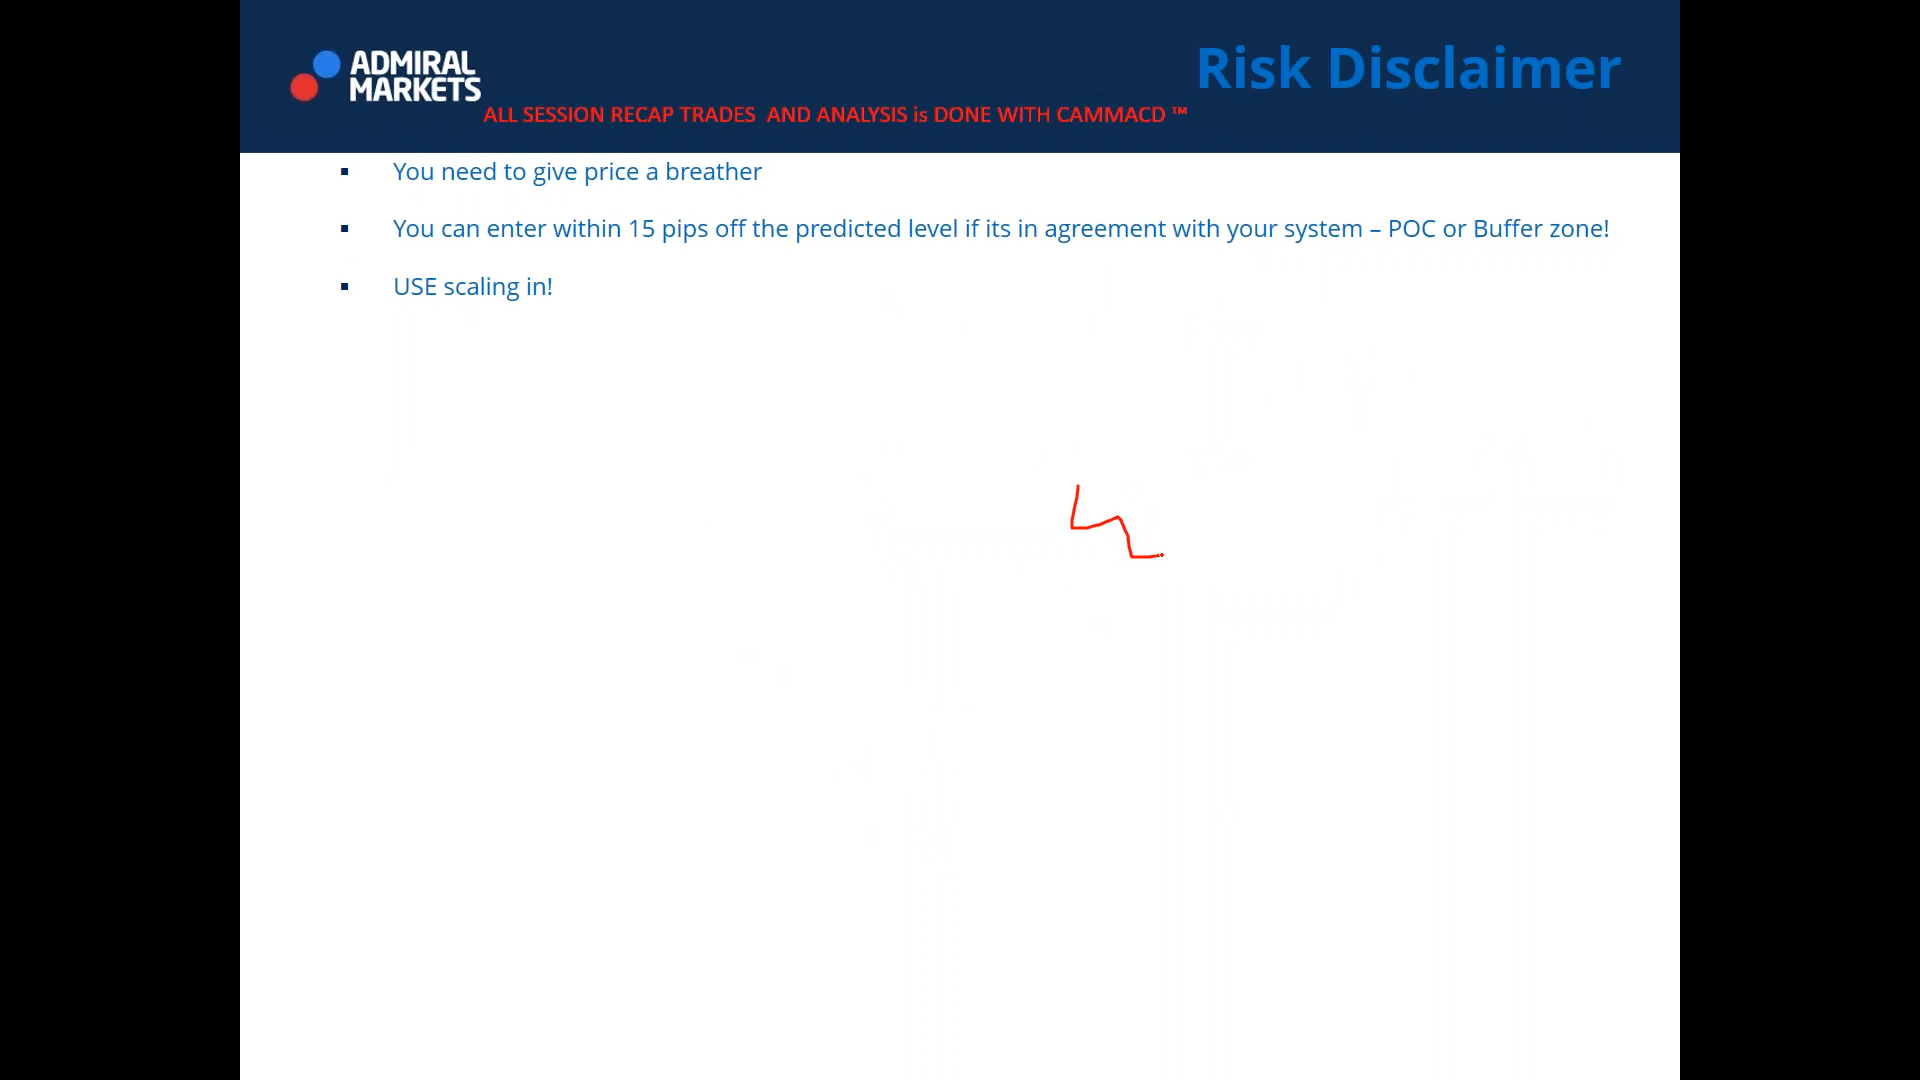 ADMIRAL
MARKETS
Risk Disclaimer
ALL SESSION RECAP TRADES  AND ANALYSIS is DONE WITH CAMMACD ™
▪ You need to give price a breather
▪ You can enter within 15 pips off the predicted level if its in agreement with your system – POC or Buffer zone!
▪ USE scaling in!